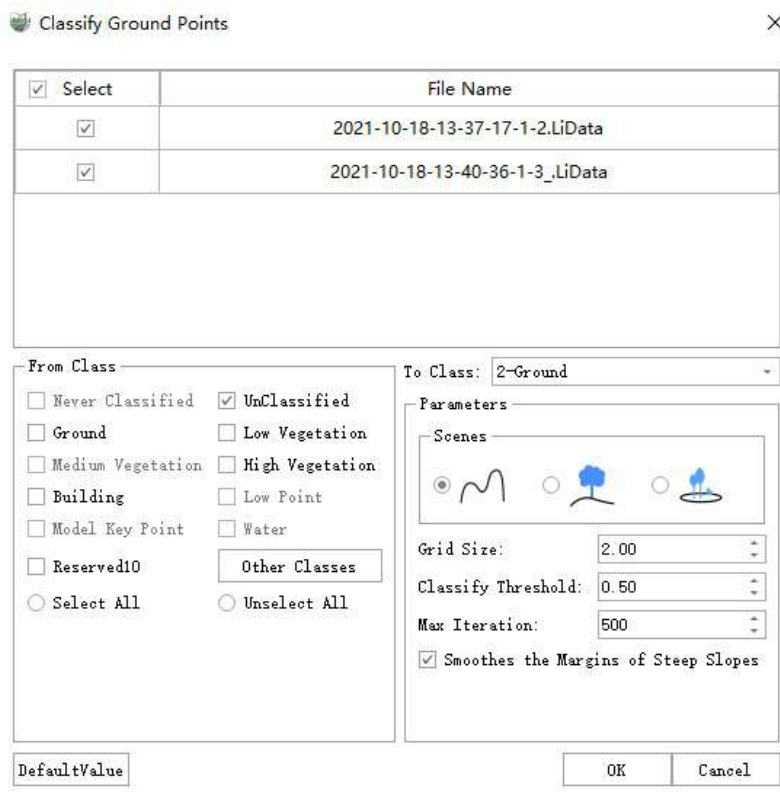 Classify Ground Points
Select File Name
2021-10-18-13-37-17-1-2.LiData
2021-10-18-13-40-36-1-3_.LiData
From Class
Never Classified UnClassified
Ground Low Vegetation
Medium Vegetation High Vegetation
Building Low Point
Model Key Point Water
Reserved10 Other Classes
Select All Unselect All
To Class: 2-Ground
Parameters
Scenes
Grid Size: 2.00
Classify Threshold: 0.50
Max Iteration: 500
Smoothes the Margins of Steep Slopes
DefaultValue OK Cancel